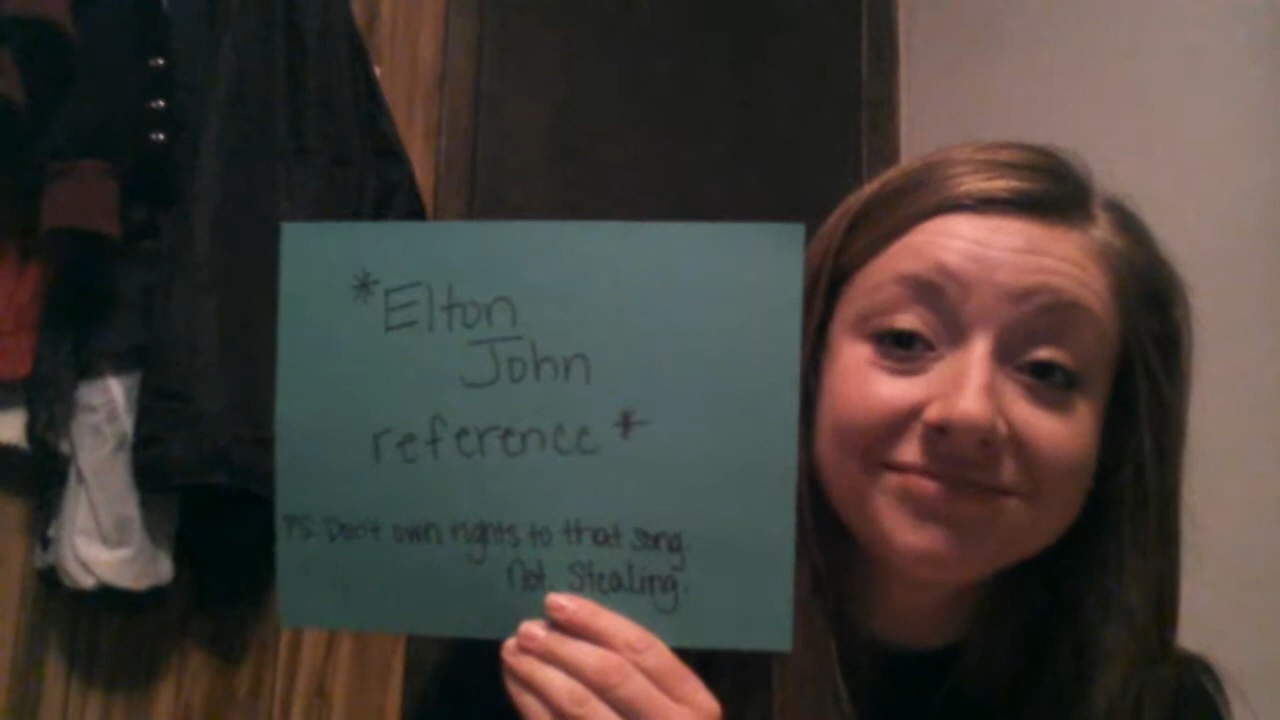 *Elton
John
reference*
PS: Don't own rights to that song.
Not stealing.